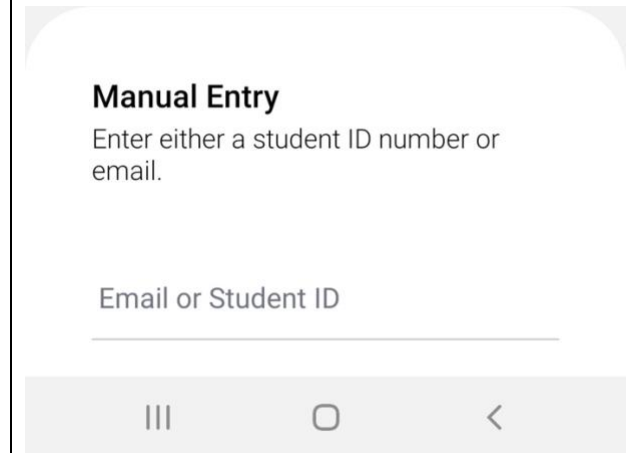 Manual Entry
Enter either a student ID number or
email.
Email or Student ID